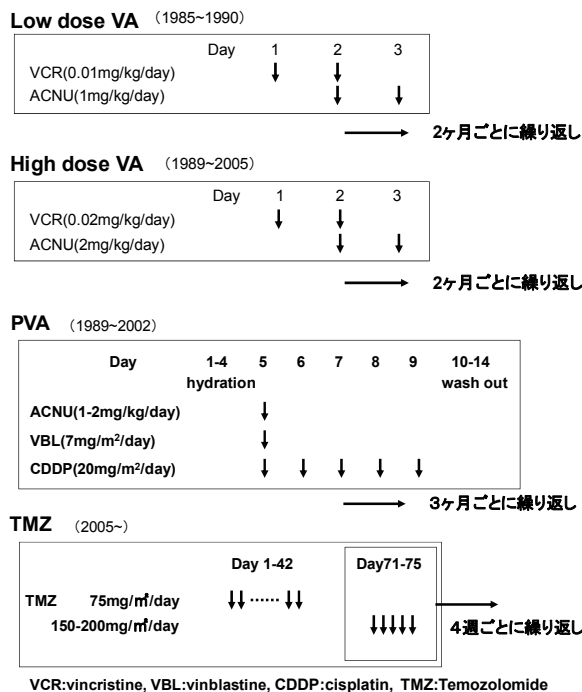 Low dose VA （1985~1990）
Day 1 2 3
VCR(0.01mg/kg/day) ↓ ↓
ACNU(1mg/kg/day) ↓ ↓
→ 2ヶ月ごとに繰り返し
High dose VA （1989~2005）
Day 1 2 3
VCR(0.02mg/kg/day) ↓ ↓
ACNU(2mg/kg/day) ↓ ↓
→ 2ヶ月ごとに繰り返し
PVA （1989~2002）
Day 1-4 5 6 7 8 9 10-14
hydration wash out
ACNU(1-2mg/kg/day) ↓
VBL(7mg/m²/day) ↓
CDDP(20mg/m²/day) ↓ ↓ ↓ ↓ ↓
→ 3ヶ月ごとに繰り返し
TMZ （2005~）
Day 1-42 Day71-75
TMZ 75mg/㎡/day ↓↓ ······ ↓↓
150-200mg/㎡/day ↓↓↓↓↓ → 4週ごとに繰り返し
VCR:vincristine, VBL:vinblastine, CDDP:cisplatin, TMZ:Temozolomide